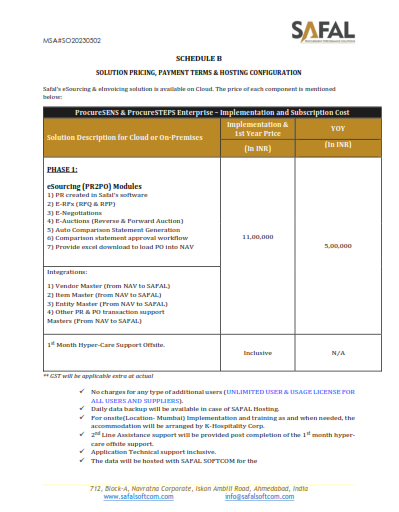 SAFAL
MSA#SO20230502
SCHEDULE B
SOLUTION PRICING, PAYMENT TERMS & HOSTING CONFIGURATION
Safal's eSourcing & eInvoicing solution is available on Cloud. The price of each component is mentioned
below:
ProcureSENS & ProcureSTEPS Enterprise – Implementation and Subscription Cost
Solution Description for Cloud or On-Premises
Implementation &
1st Year Price
(In INR)
YOY
(In INR)
PHASE 1:
eSourcing (PR2PO) Modules
1) PR created in Safal's software
2) E-RFs (RFQ & RFP)
3) E-Negotiations
4) E-Auctions (Reverse & Forward Auction)
5) Auto Comparison Statement Generation
6) Comparison statement approval workflow
7) Provide excel download to load PO into NAV
11,00,000
5,00,000
Integrations:
1) Vendor Master (from NAV to SAFAL)
2) Item Master (from NAV to SAFAL)
3) Entity Master (From NAV to SAFAL)
4) Other PR & PO transaction support
Masters (From NAV to SAFAL)
1st Month Hyper-Care Support Offsite.
Inclusive
N/A
** GST will be applicable extra at actual
✓ No charges for any type of additional users (UNLIMITED USER & USAGE LICENSE FOR
ALL USERS AND SUPPLIERS).
✓ Daily data backup will be available in case of SAFAL Hosting.
✓ For onsite(Location- Mumbai) Implementation and training as and when needed, the
accommodation will be arranged by K-Hospitality Corp.
✓ 2nd Line Assistance support will be provided post completion of the 1st month hyper-
care offsite support.
✓ Application Technical support inclusive.
✓ The data will be hosted with SAFAL SOFTCOM for the
712, Block-A, Navratna Corporate, Iskon Ambli Road, Ahmedabad, India
www.safalsoftcom.com info@safalsoftcom.com